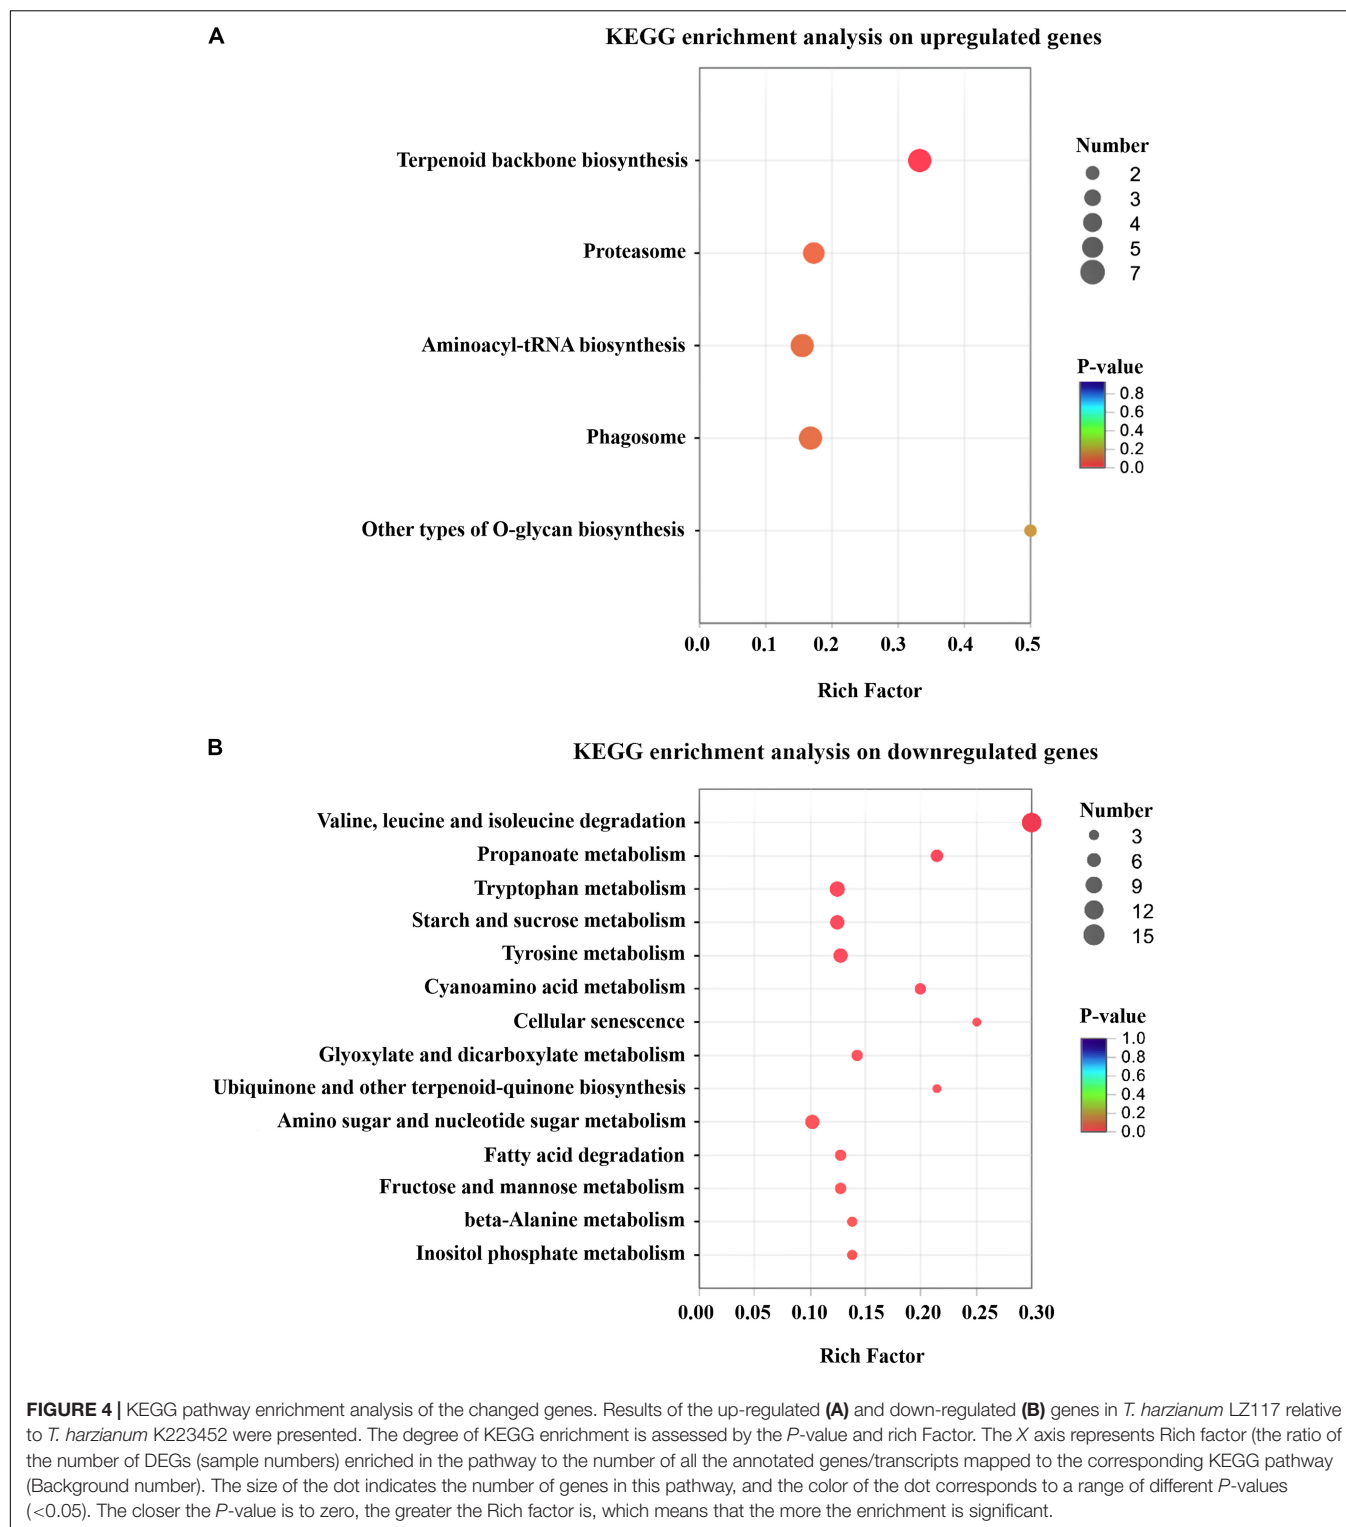 A
KEGG enrichment analysis on upregulated genes
Terpenoid backbone biosynthesis
Proteasome
Aminoacyl-tRNA biosynthesis
Phagosome
Other types of O-glycan biosynthesis
0.0 0.1 0.2 0.3 0.4 0.5
Rich Factor
Number
2
3
4
5
7
P-value
0.8
0.6
0.4
0.2
0.0
B
KEGG enrichment analysis on downregulated genes
Valine, leucine and isoleucine degradation
Propanoate metabolism
Tryptophan metabolism
Starch and sucrose metabolism
Tyrosine metabolism
Cyanoamino acid metabolism
Cellular senescence
Glyoxylate and dicarboxylate metabolism
Ubiquinone and other terpenoid-quinone biosynthesis
Amino sugar and nucleotide sugar metabolism
Fatty acid degradation
Fructose and mannose metabolism
beta-Alanine metabolism
Inositol phosphate metabolism
0.00 0.05 0.10 0.15 0.20 0.25 0.30
Rich Factor
Number
3
6
9
12
15
P-value
1.0
0.8
0.6
0.4
0.2
0.0
FIGURE 4 | KEGG pathway enrichment analysis of the changed genes. Results of the up-regulated (A) and down-regulated (B) genes in T. harzianum LZ117 relative
to T. harzianum K223452 were presented. The degree of KEGG enrichment is assessed by the P-value and rich Factor. The X axis represents Rich factor (the ratio of
the number of DEGs (sample numbers) enriched in the pathway to the number of all the annotated genes/transcripts mapped to the corresponding KEGG pathway
(Background number). The size of the dot indicates the number of genes in this pathway, and the color of the dot corresponds to a range of different P-values
(<0.05). The closer the P-value is to zero, the greater the Rich factor is, which means that the more the enrichment is significant.